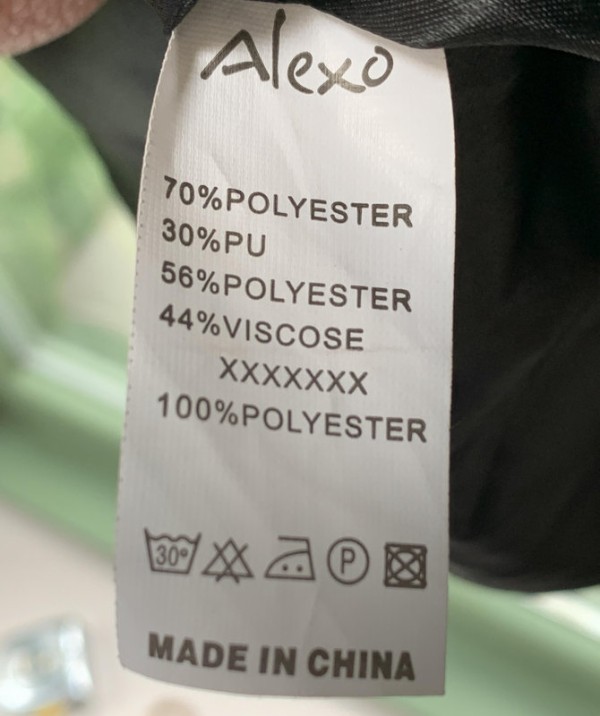 Alexo
70%POLYESTER
30%PU
56%POLYESTER
44%VISCOSE
XXXXXXX
100%POLYESTER
30° P
MADE IN CHINA